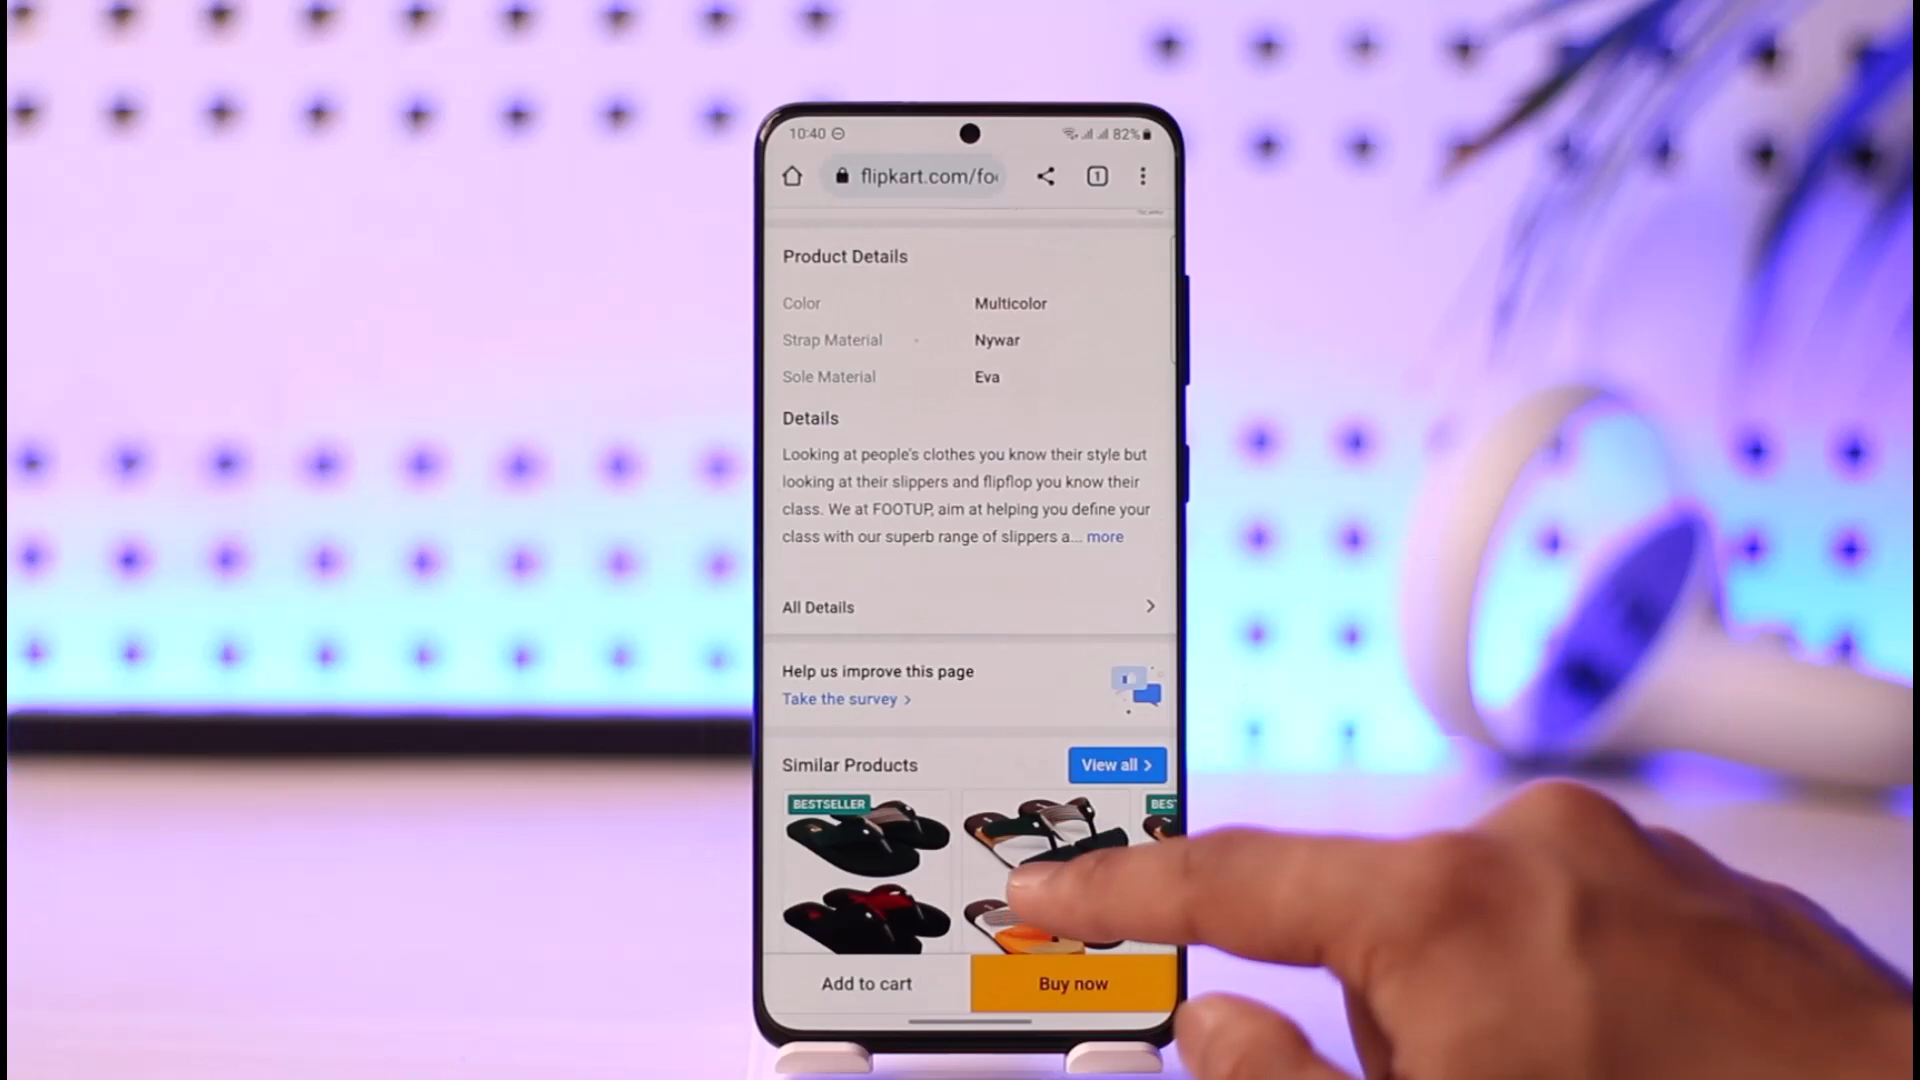 10:40 82%
flipkart.com/foo 1
Product Details
Color Multicolor
Strap Material Nywar
Sole Material Eva
Details
Looking at people's clothes you know their style but
looking at their slippers and flipflop you know their
class. We at FOOTUP, aim at helping you define your
class with our superb range of slippers a... more
All Details
Help us improve this page
Take the survey >
Similar Products View all >
BESTSELLER BES
Add to cart Buy now